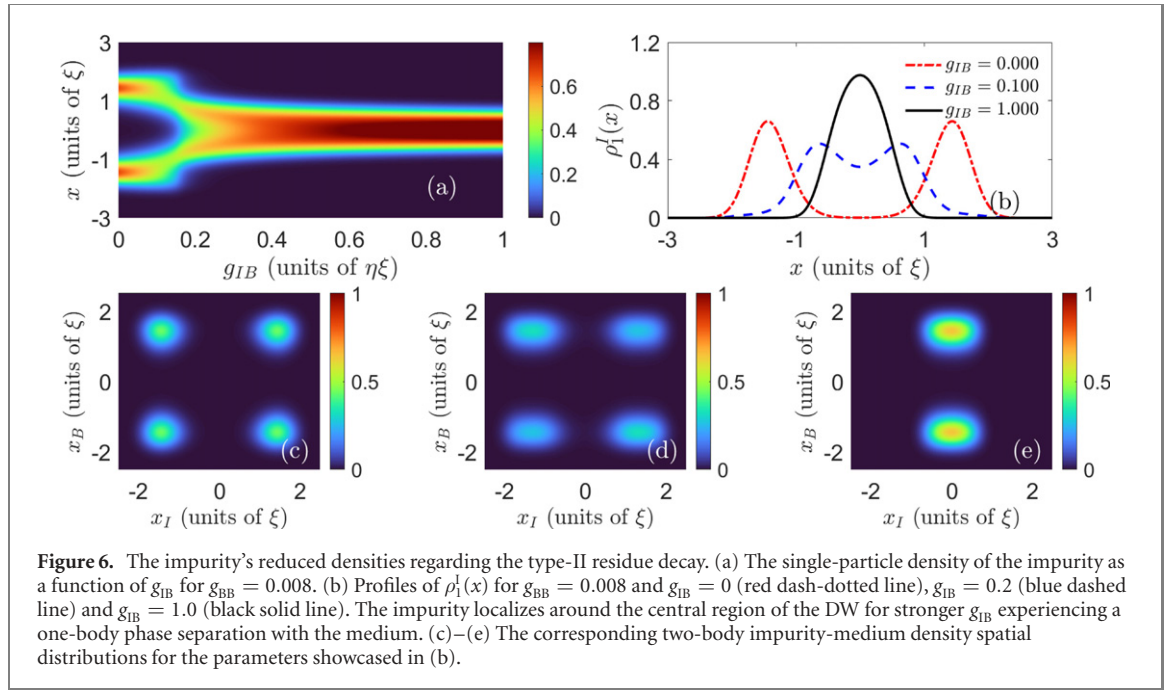 3
1
-1
-3
x (units of ξ)
0 0.2 0.4 0.6 0.8 1
g_IB (units of ηξ)
(a)
0.6
0.4
0.2
0
1.2
0.8
0.4
0
ρ_1^I(x)
g_IB = 0.000
g_IB = 0.100
g_IB = 1.000
(b)
-3 -1 1 3
x (units of ξ)
2
0
-2
x_B (units of ξ)
(c)
-2 0 2
x_I (units of ξ)
1
0.5
0
2
0
-2
x_B (units of ξ)
(d)
-2 0 2
x_I (units of ξ)
1
0.5
0
2
0
-2
x_B (units of ξ)
(e)
-2 0 2
x_I (units of ξ)
1
0.5
0
Figure 6. The impurity's reduced densities regarding the type-II residue decay. (a) The single-particle density of the impurity as
a function of g_IB for g_BB = 0.008. (b) Profiles of ρ_1^I(x) for g_BB = 0.008 and g_IB = 0 (red dash-dotted line), g_IB = 0.2 (blue dashed
line) and g_IB = 1.0 (black solid line). The impurity localizes around the central region of the DW for stronger g_IB experiencing a
one-body phase separation with the medium. (c)–(e) The corresponding two-body impurity-medium density spatial
distributions for the parameters showcased in (b).